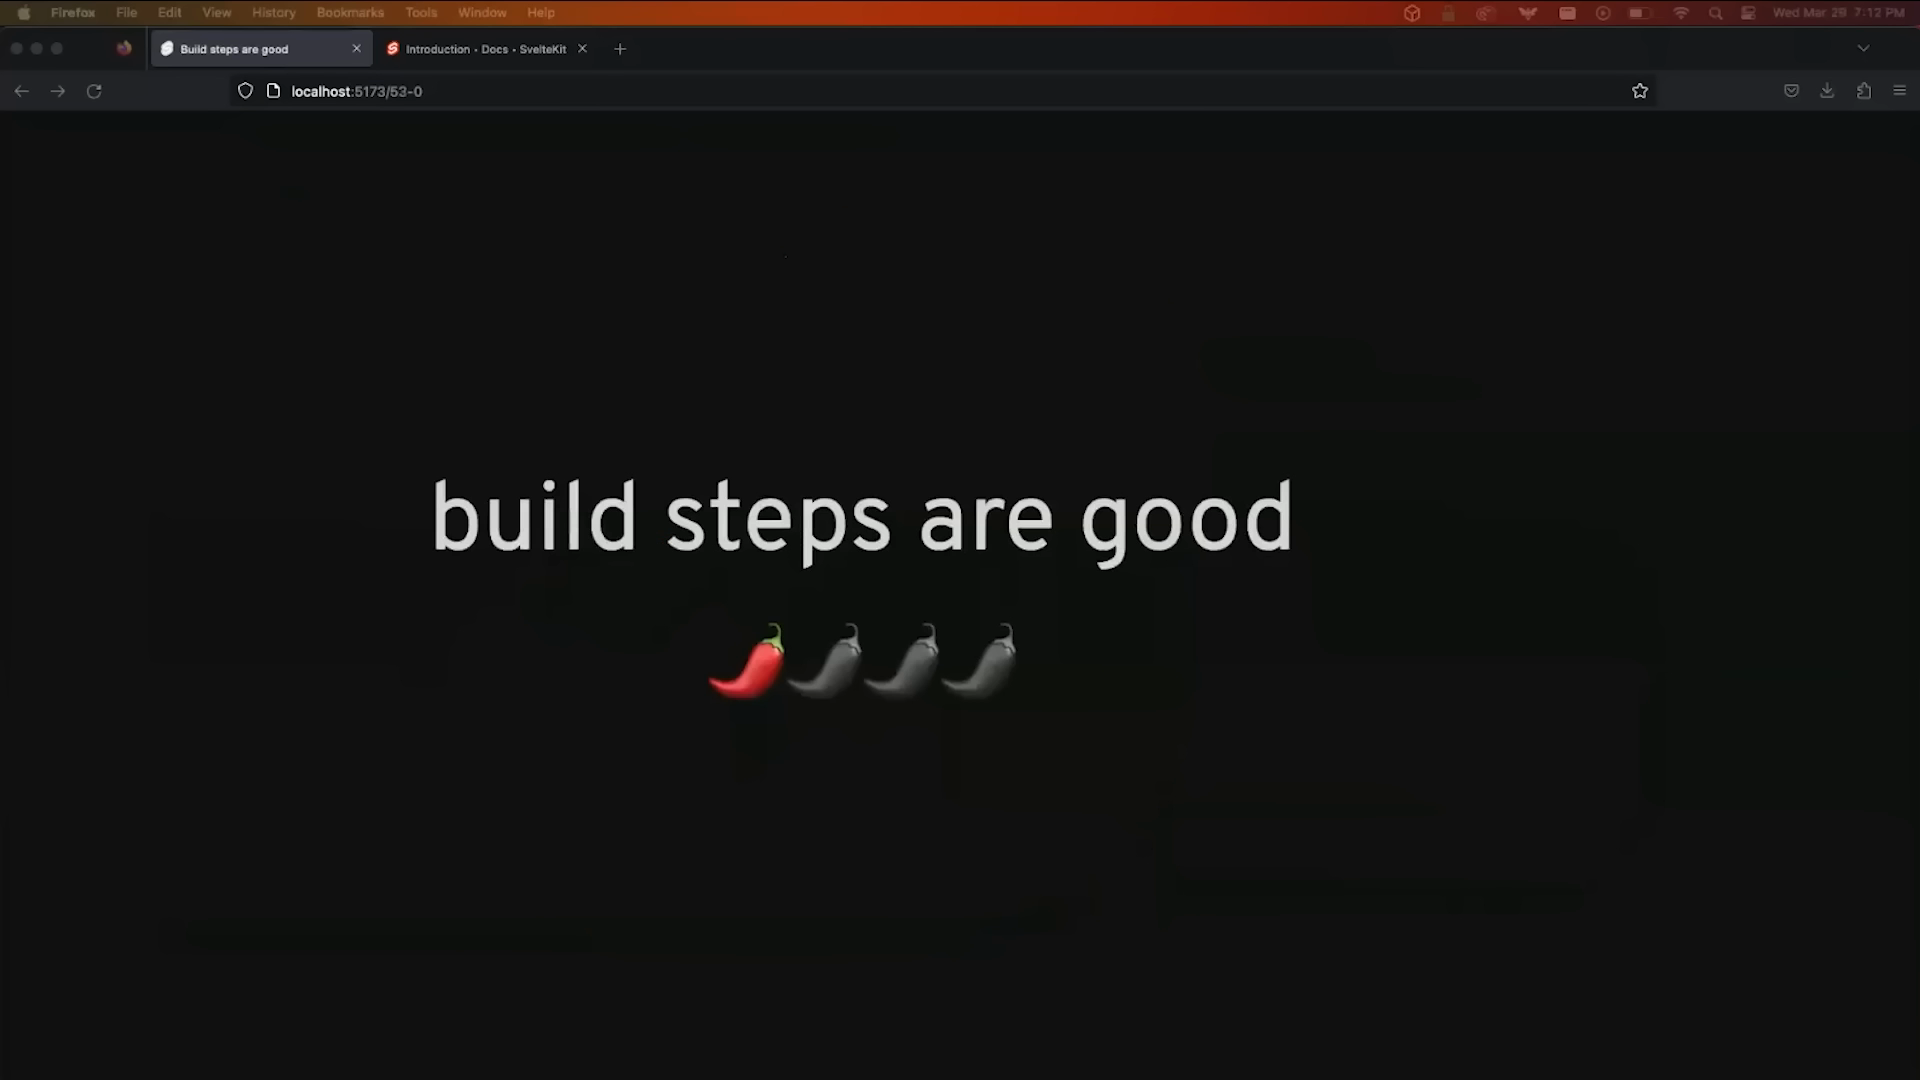 Firefox File Edit View History Bookmarks Tools Window Help Wed Mar 29 7:12 PM
Build steps are good Introduction • Docs • SvelteKit
localhost:5173/53-0
build steps are good